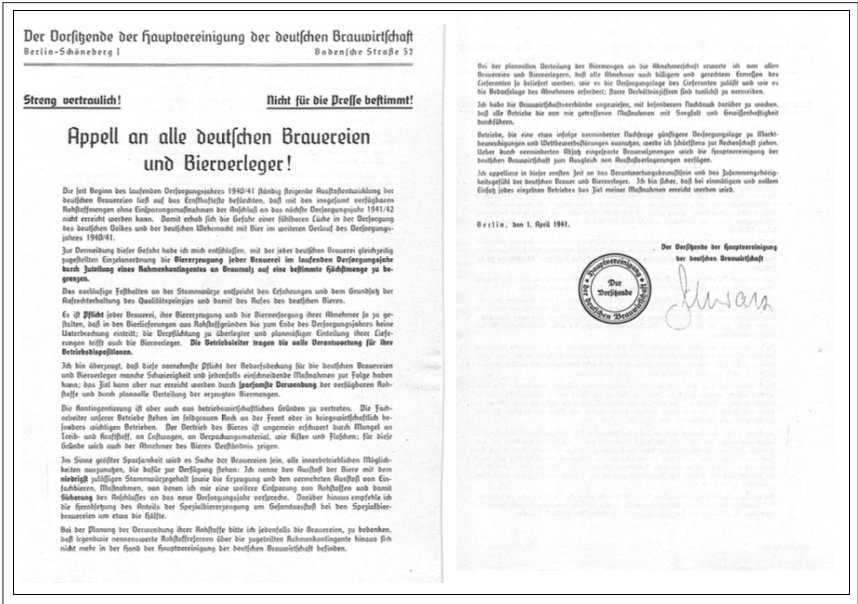 Der Vorsitzende der Hauptvereinigung der deutschen Brauwirtschaft
Berlin-Schöneberg 1 Badensche Straße 52
Streng vertraulich! Nicht für die Presse bestimmt!
Appell an alle deutschen Brauereien
und Bierverleger!
Die seit Beginn des laufenden Versorgungsjahres 1940/41 ständig steigende Ausstoßentwicklung der
deutschen Brauereien ließ auf das Ernsthafteste befürchten, daß mit den insgesamt verfügbaren
Rohstoffmengen ohne Einsparungsmaßnahmen der Anschluß an das nächste Versorgungsjahr 1941/42
nicht erreicht werden kann. Damit erhob sich die Gefahr einer fühlbaren Lücke in der Versorgung
des deutschen Volkes und der deutschen Wehrmacht mit Bier im weiteren Verlauf des Versorgungs-
jahres 1940/41.
Zur Vermeidung dieser Gefahr habe ich mich entschlossen, mit der jeder deutschen Brauerei gleichzeitig
zugestellten Einzelanordnung die Biererzeugung jeder Brauerei im laufenden Versorgungsjahr
durch Zuteilung eines Rahmenkontingentes an Braumalz auf eine bestimmte Höchstmenge zu be-
grenzen.
Das vorläufige Festhalten an der Stammwürze entspricht den Erfahrungen und dem Grundsatz der
Aufrechterhaltung des Qualitätsprinzips und damit des Rufes des deutschen Bieres.
Es ist Pflicht jeder Brauerei, ihre Biererzeugung und die Bierversorgung ihrer Abnehmer so zu ge-
stalten, daß in den Bierlieferungen aus Rohstoffgründen bis zum Ende des Versorgungsjahres keine
Unterbrechung eintritt; die Verpflichtung zu überlegter und planmäßiger Einteilung ihrer Liefe-
rungen trifft auch die Bierverleger. Die Betriebsleiter tragen die volle Verantwortung für ihre
Betriebsdispositionen.
Ich bin überzeugt, daß diese vornehmste Pflicht der Bedarfsdeckung für die deutschen Brauereien
und Bierverleger manche Schwierigkeit und jedenfalls einschneidende Maßnahmen zur Folge haben
kann; das Ziel kann aber nur erreicht werden durch sparsamste Verwendung der verfügbaren Roh-
stoffe und durch planvolle Verteilung der erzeugten Biermengen.
Die Kontingentierung ist aber auch aus betriebswirtschaftlichen Gründen zu vertreten. Die Fach-
arbeiter unserer Betriebe stehen im feldgrauen Rock an der Front oder in kriegswirtschaftlich be-
sonders wichtigen Betrieben. Der Vertrieb des Bieres ist ungemein erschwert durch Mangel an
Treib- und Kraftstoff, an Lastwagen, an Verpackungsmaterial, wie Kisten und Flaschen; für diese
Gründe wird auch der Abnehmer des Bieres Verständnis zeigen.
Im Sinne größter Sparsamkeit wird es Sache der Brauereien sein, alle innerbetrieblichen Möglich-
keiten auszunutzen, die dafür zur Verfügung stehen: Ich nenne den Ausstoß der Biere mit dem
niedrigst zulässigen Stammwürzegehalt sowie die Erzeugung und den vermehrten Ausstoß von Ein-
fachbieren, Maßnahmen, von denen ich mir eine weitere Einsparung von Rohstoffen und damit
Sicherung des Anschlusses an das neue Versorgungsjahr verspreche. Darüber hinaus empfehle ich
die Herabsetzung des Anteils der Spezialbiererzeugung am Gesamtausstoß bei den Spezialbier-
brauereien um etwa die Hälfte.
Bei der Planung der Verwendung ihrer Rohstoffe bitte ich jedenfalls die Brauereien, zu bedenken,
daß irgendwie nennenswerte Rohstoffreserven über die zugeteilten Rahmenkontingente hinaus sich
nicht mehr in der Hand der Hauptvereinigung der deutschen Brauwirtschaft befinden.
Bei der planvollen Verteilung der Biermengen an die Abnehmerschaft erwarte ich von allen
Brauereien und Bierverlegern, daß alle Abnehmer nach billigem und gerechtem Ermessen des
Lieferanten so beliefert werden, wie es die Versorgungslage des Lieferanten zuläßt und wie es
die Bedarfslage des Abnehmers erfordert; starre Verhältnisziffern sind tunlichst zu vermeiden.
Ich habe die Brauwirtschaftsverbände angewiesen, mit besonderem Nachdruck darüber zu wachen,
daß alle Betriebe die von mir getroffenen Maßnahmen mit Sorgfalt und Gewissenhaftigkeit
durchführen.
Betriebe, die eine etwa infolge verminderter Nachfrage günstigere Versorgungslage zu Markt-
beunruhigungen und Wettbewerbsstörungen ausnutzen, werde ich schärfstens zur Rechenschaft ziehen.
Ueber durch verminderten Absatz eingesparte Braumalzmengen wird die Hauptvereinigung der
deutschen Brauwirtschaft zum Ausgleich von Ausstoßverlagerungen verfügen.
Ich appelliere in dieser ernsten Zeit an das Verantwortungsbewußtsein und das Zusammengehörig-
keitsgefühl der deutschen Brauer und Bierverleger. Ich bin sicher, daß bei einmütigem und vollem
Einsatz jedes einzelnen Betriebes das Ziel meiner Maßnahmen erreicht werden wird.
Berlin, den 1. April 1941.
Der Vorsitzende der Hauptvereinigung
der deutschen Brauwirtschaft
Hauptvereinigung
der deutschen Brauwirtschaft
Der
Vorsitzende